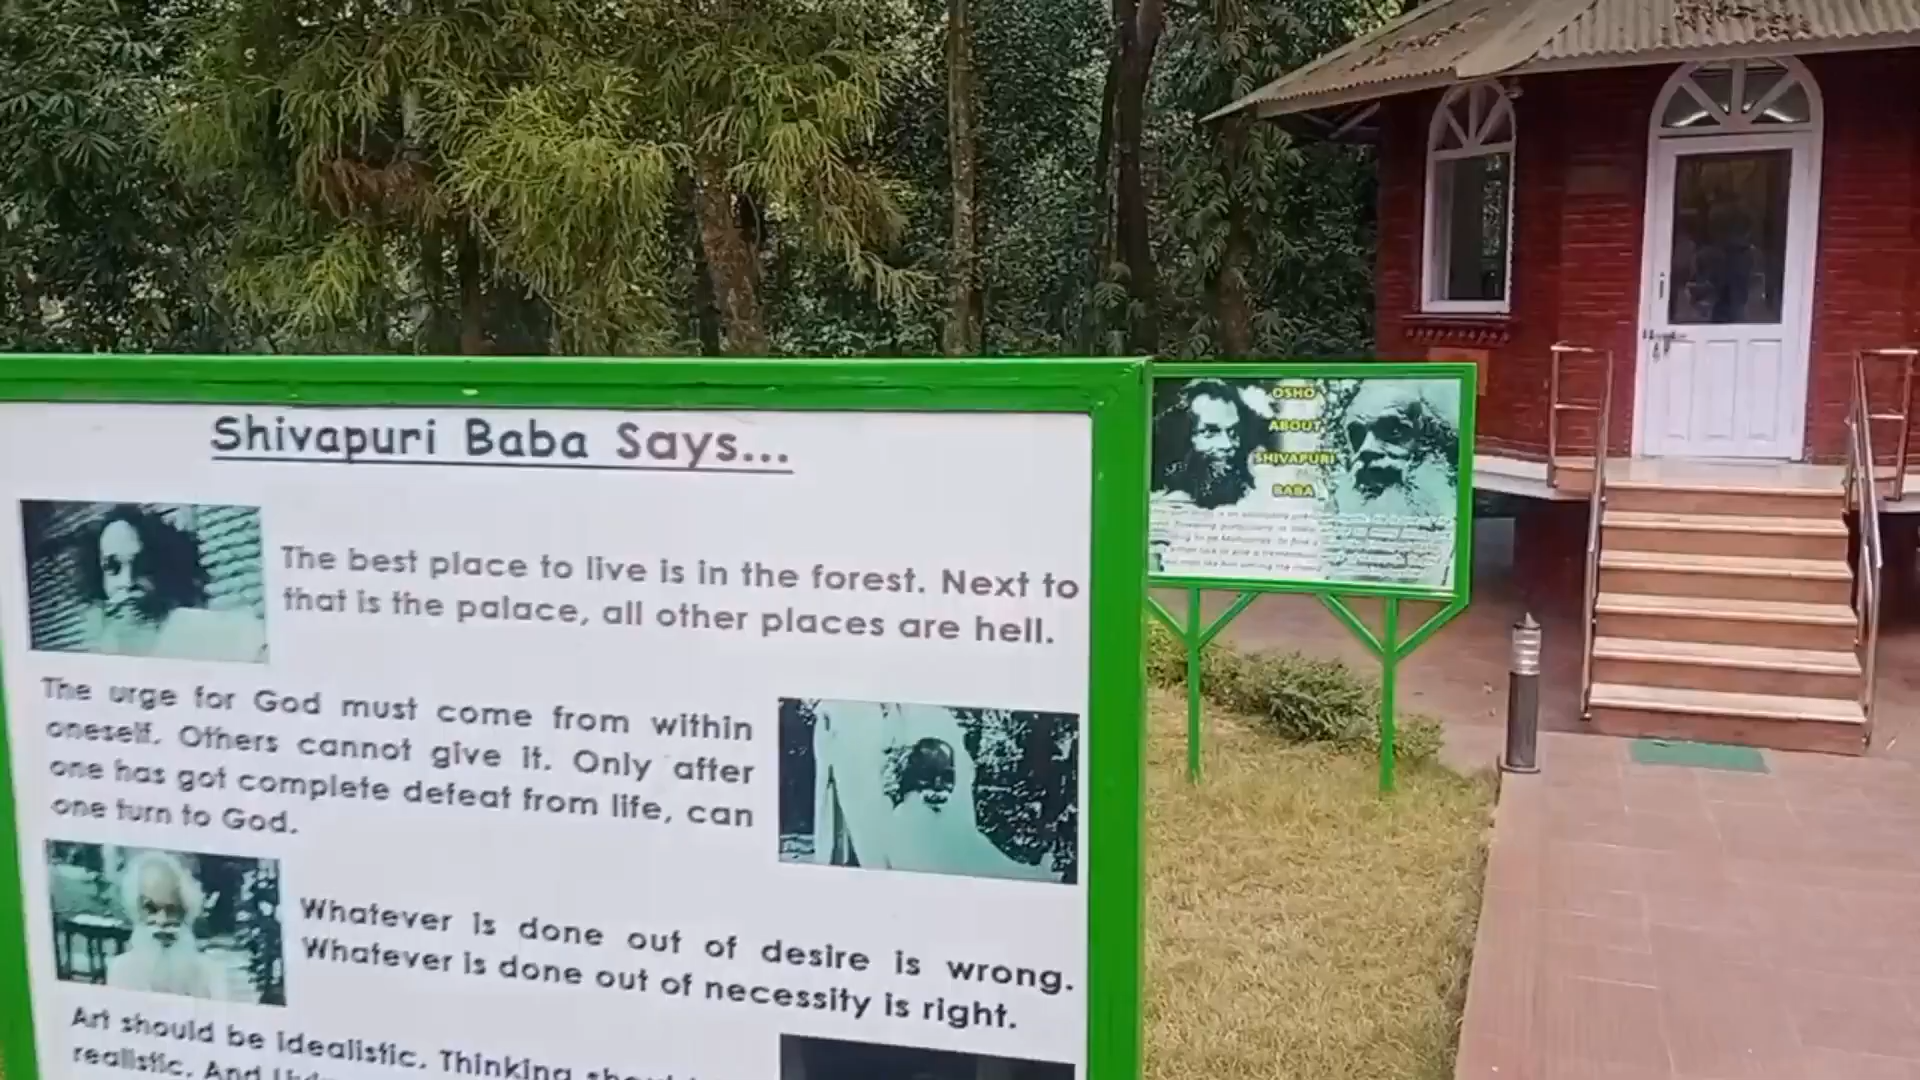 Shivapuri Baba Says...
The best place to live is in the forest. Next to
that is the palace, all other places are hell.
The urge for God must come from within
oneself. Others cannot give it. Only after
one has got complete defeat from life, can
one turn to God.
Whatever is done out of desire is wrong.
Whatever is done out of necessity is right.
Art should be idealistic. Thinking
realistic. And
OSHO
ABOUT
SHIVAPURI
BABA